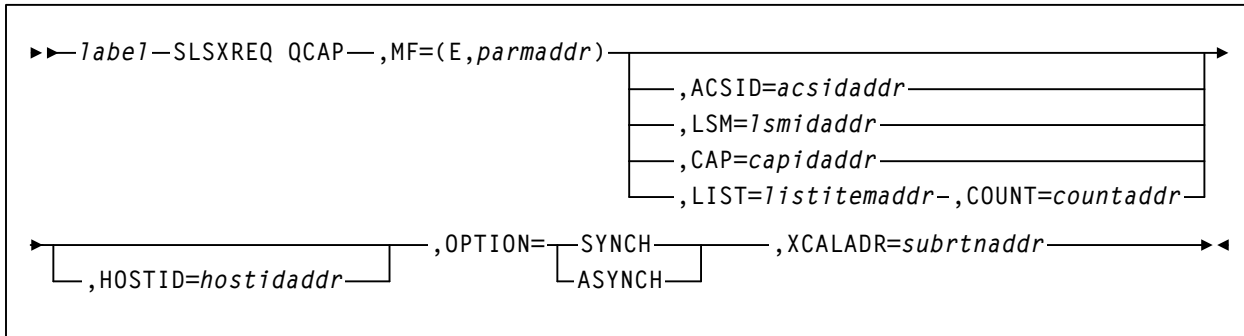 label SLSXREQ QCAP ,MF=(E,parmaddr)
,ACSID=acsidaddr
,LSM=lsmidaddr
,CAP=capidaddr
,LIST=listitemaddr ,COUNT=countaddr
,HOSTID=hostidaddr ,OPTION= SYNCH ,XCALADR=subrtnaddr
ASYNCH